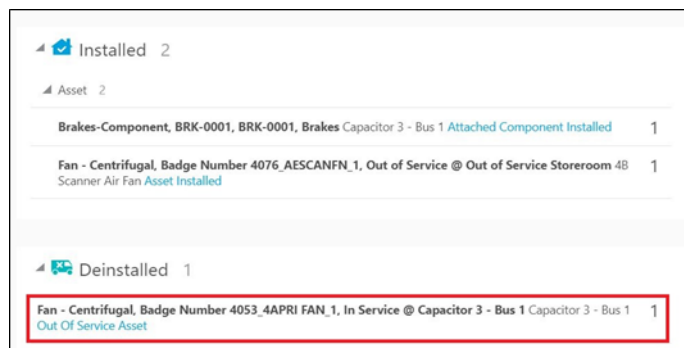 Installed 2
Asset 2
Brakes-Component, BRK-0001, BRK-0001, Brakes Capacitor 3 - Bus 1 Attached Component Installed 1
Fan - Centrifugal, Badge Number 4076_AESCANFN_1, Out of Service @ Out of Service Storeroom 4B 1
Scanner Air Fan Asset Installed
Deinstalled 1
Fan - Centrifugal, Badge Number 4053_4APRI FAN_1, In Service @ Capacitor 3 - Bus 1 Capacitor 3 - Bus 1 1
Out Of Service Asset